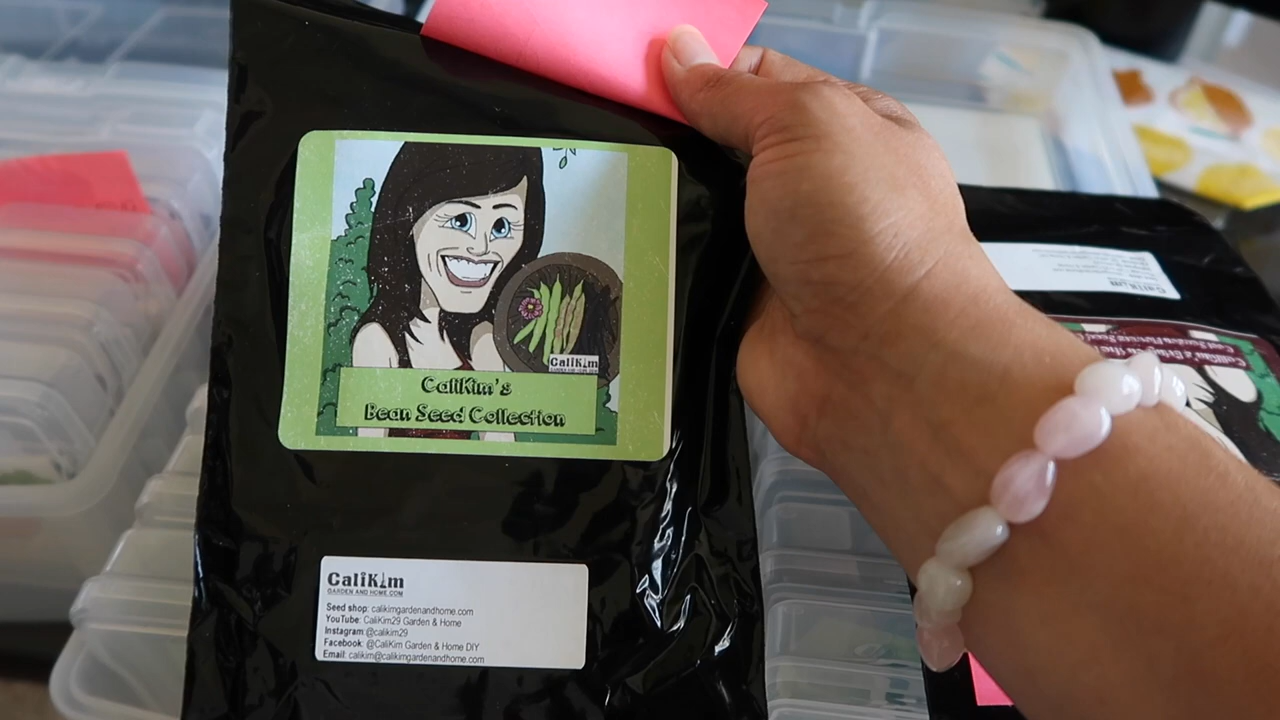 CaliKim
GARDEN AND HOME
CaliKim's
Bean Seed Collection
CaliKim
GARDEN AND HOME.COM
Seed shop: calikimgardenandhome.com
YouTube: CaliKim29 Garden & Home
Instagram:@calikim29
Facebook: @CaliKim Garden & Home DIY
Email: calikim@calikimgardenandhome.com
CaliKim